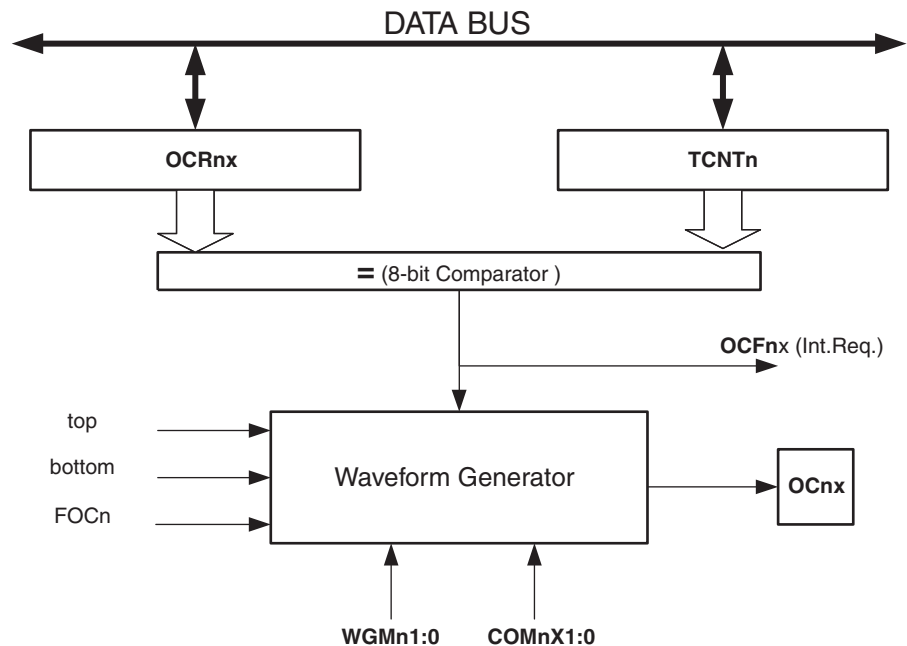 DATA BUS
OCRnx
TCNTn
= (8-bit Comparator )
OCFnx (Int.Req.)
top
bottom
FOCn
Waveform Generator
OCnx
WGMn1:0
COMnX1:0